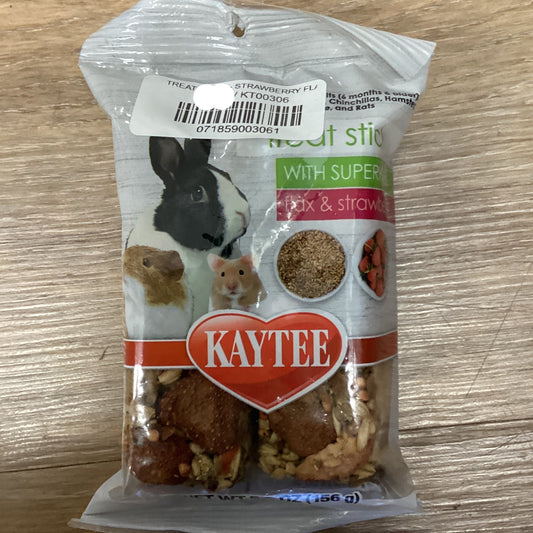 TREAT STRAWBERRY FL/
/ KT00306
071859003061
(6 months & older)
Chinchillas, Hamst
e, and Rats
treat stic
WITH SUPER
flax & strawb
KAYTEE
NET WT OZ (156 g)